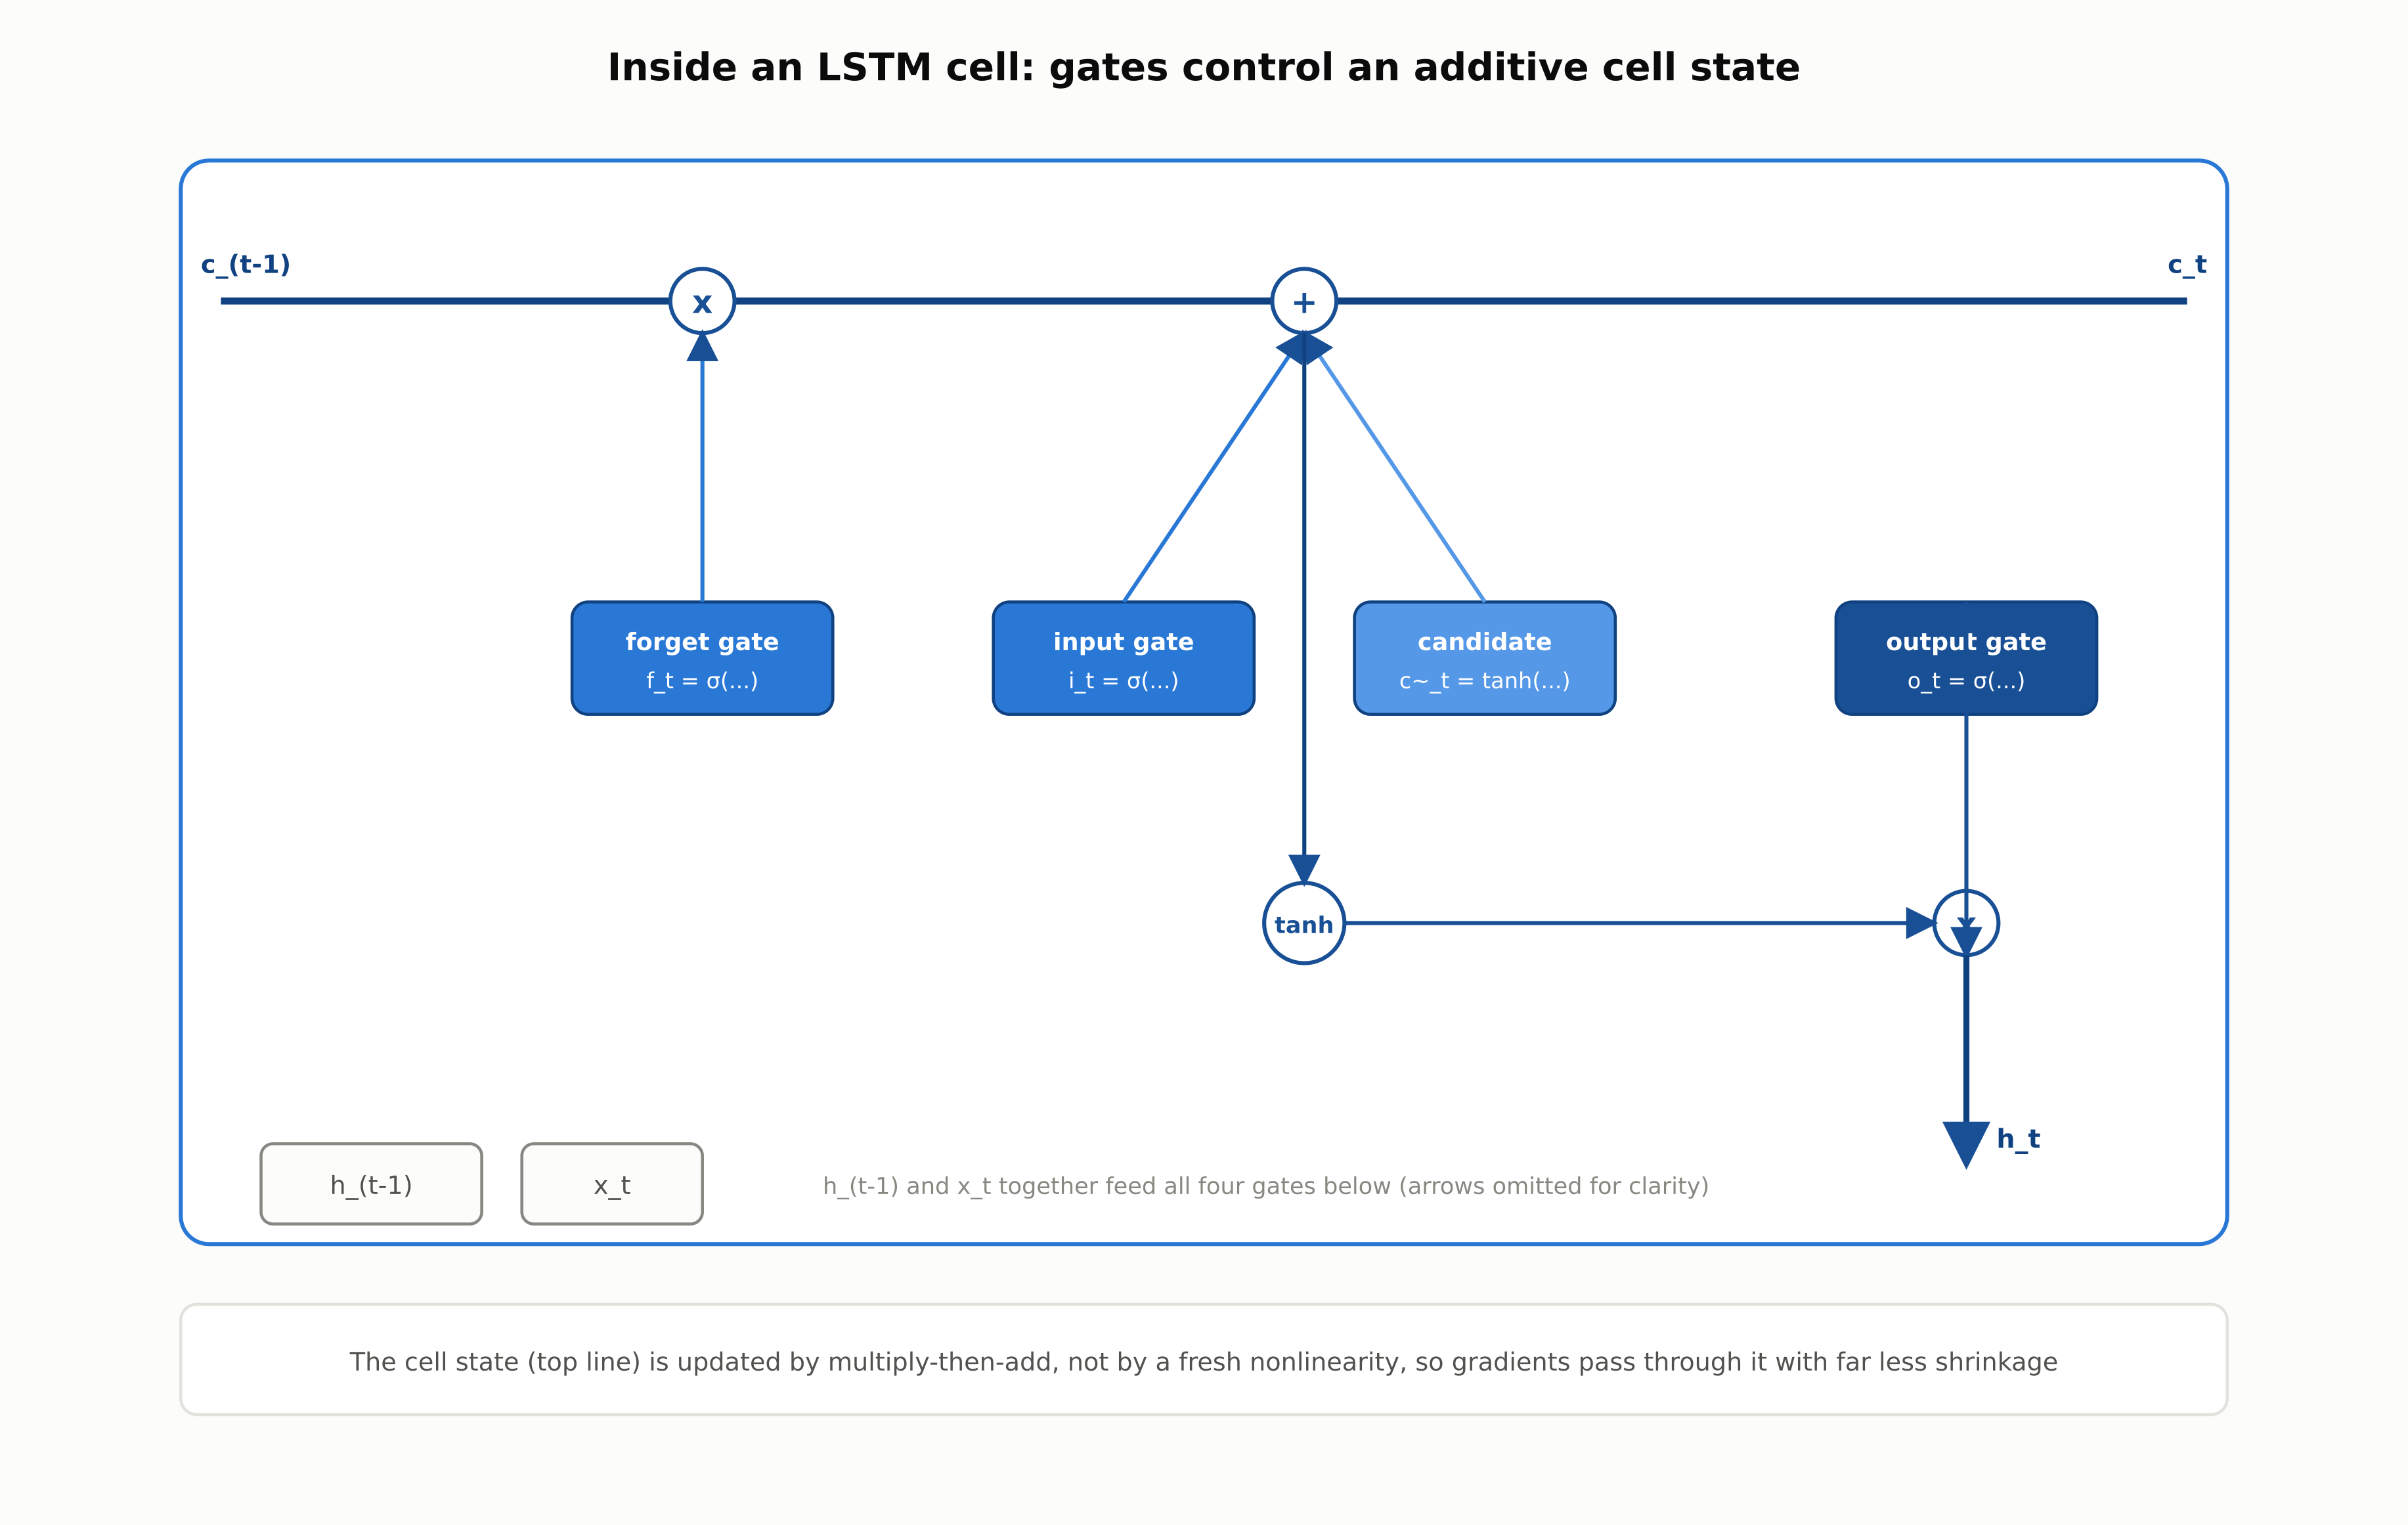 Inside an LSTM cell: gates control an additive cell state
c_(t-1)
c_t
x
+
forget gate
f_t = σ(...)
input gate
i_t = σ(...)
candidate
c~_t = tanh(...)
output gate
o_t = σ(...)
tanh
x
h_t
h_(t-1)
x_t
h_(t-1) and x_t together feed all four gates below (arrows omitted for clarity)
The cell state (top line) is updated by multiply-then-add, not by a fresh nonlinearity, so gradients pass through it with far less shrinkage